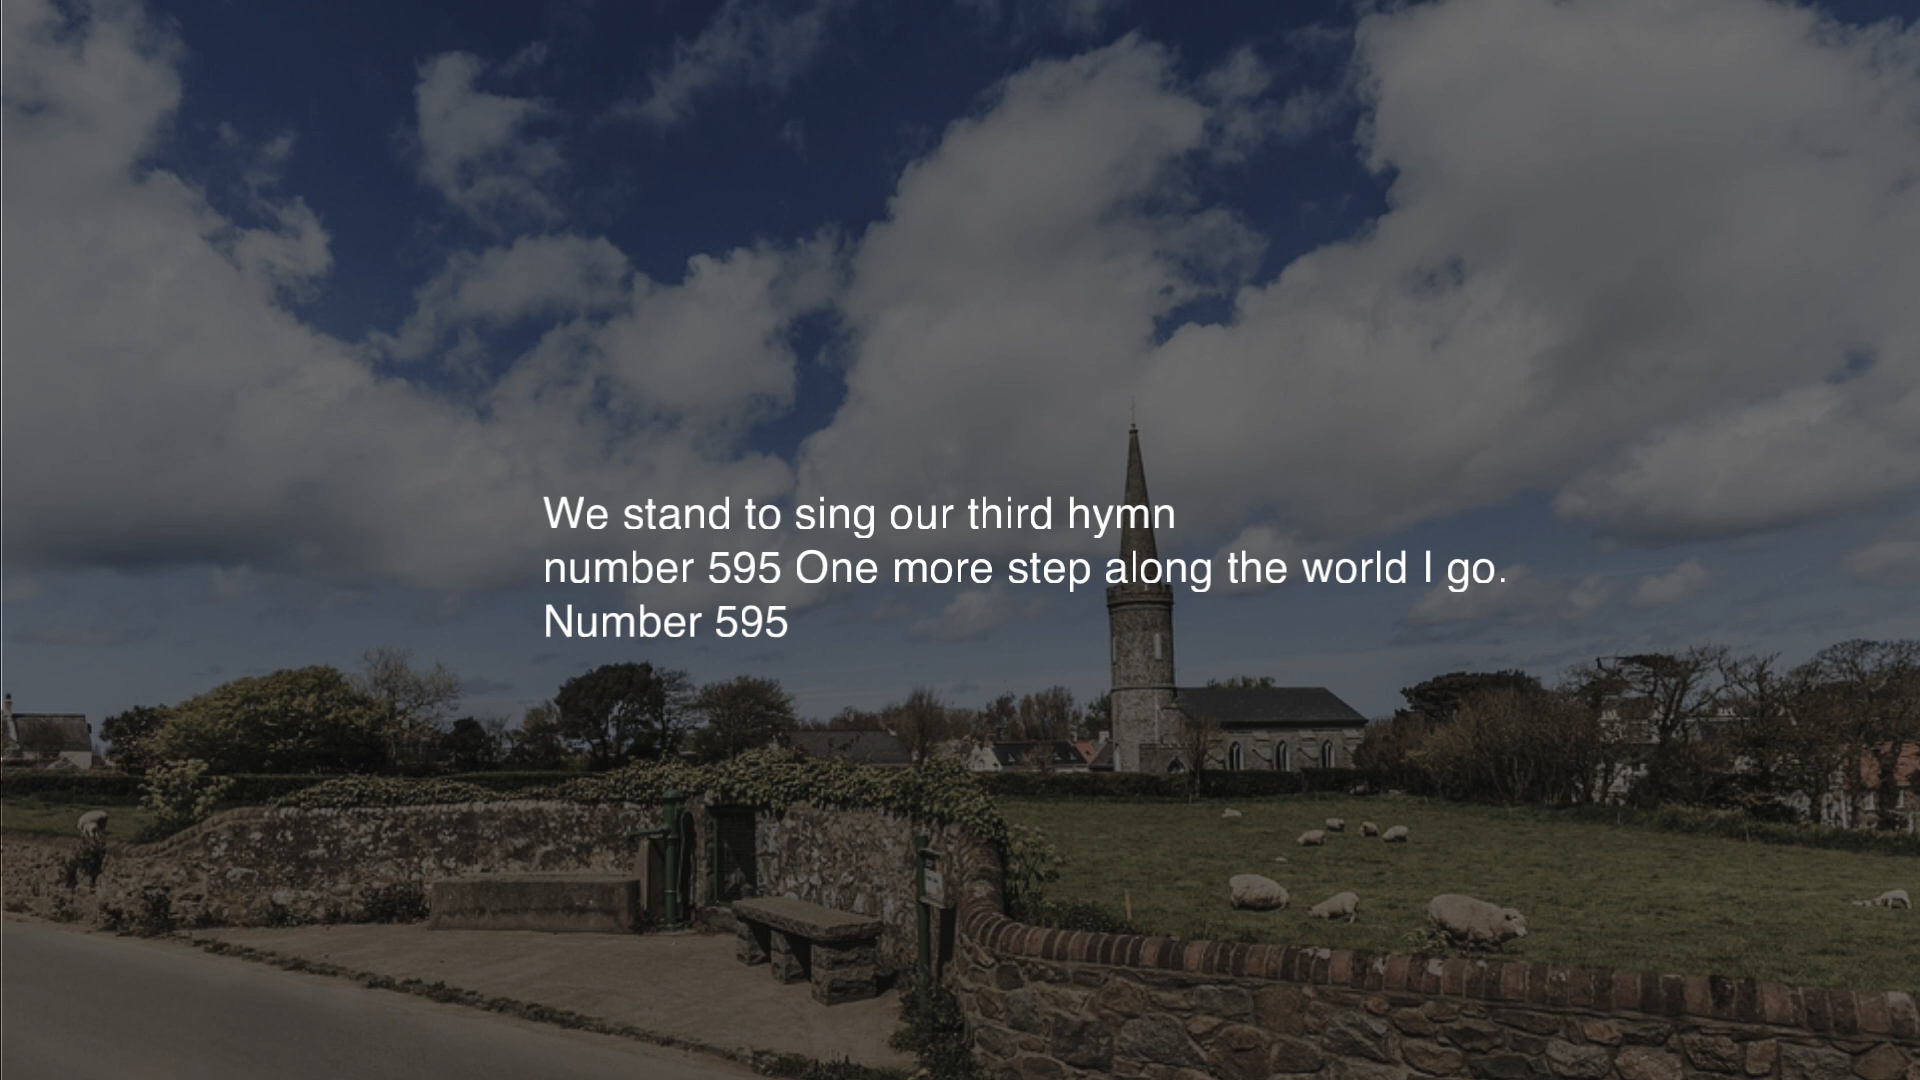 We stand to sing our third hymn
number 595 One more step along the world I go.
Number 595